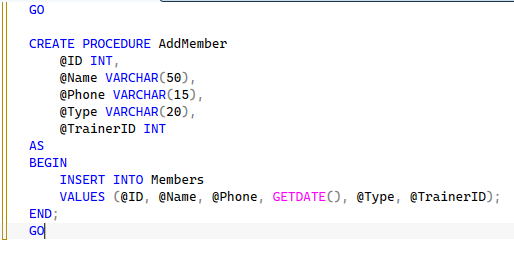 GO
CREATE PROCEDURE AddMember
@ID INT,
@Name VARCHAR(50),
@Phone VARCHAR(15),
@Type VARCHAR(20),
@TrainerID INT
AS
BEGIN
INSERT INTO Members
VALUES (@ID, @Name, @Phone, GETDATE(), @Type, @TrainerID);
END;
GO